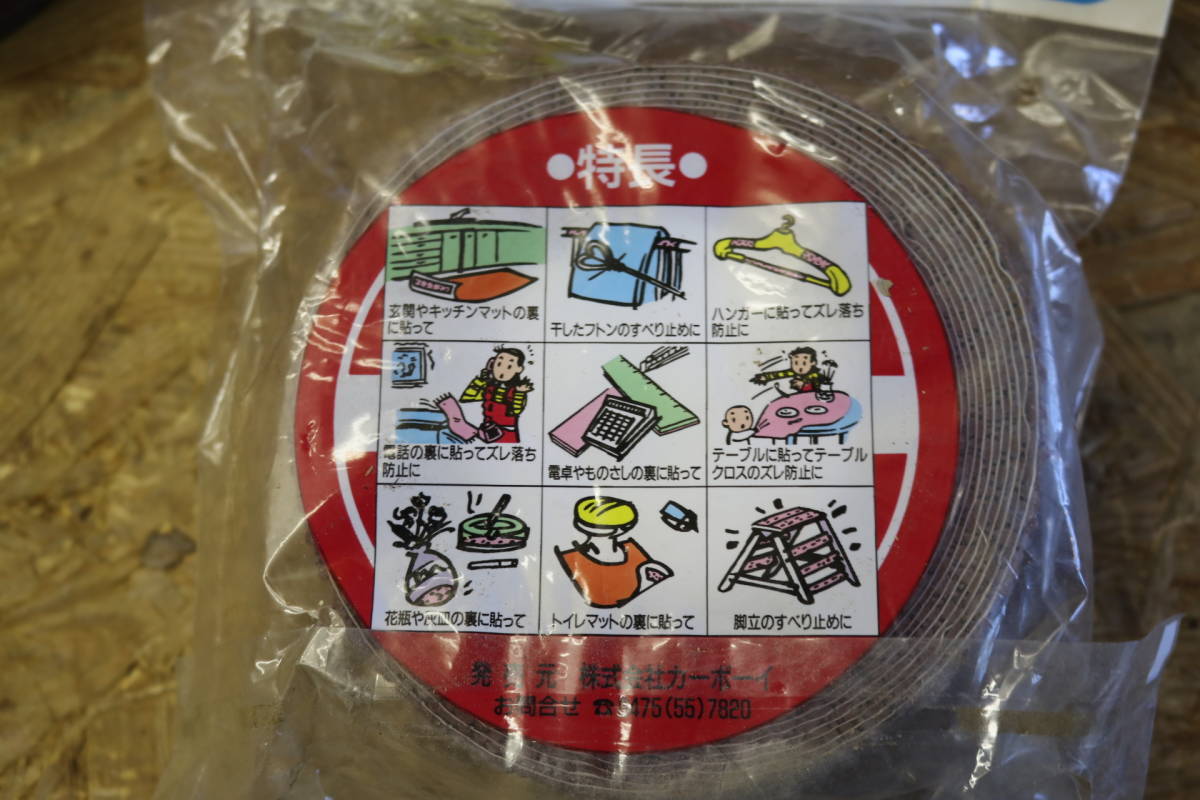 ●特長●
玄関やキッチンマットの裏
に貼って
干したフトンのすべり止めに
ハンガーに貼ってズレ落ち
防止に
電話の裏に貼ってズレ落ち
防止に
電卓やものさしの裏に貼って
テーブルに貼ってテーブル
クロスのズレ防止に
花瓶や灰皿の裏に貼って
トイレマットの裏に貼って
脚立のすべり止めに
発 元 株式会社カーボーイ
お問合せ ☎0475(55)7820